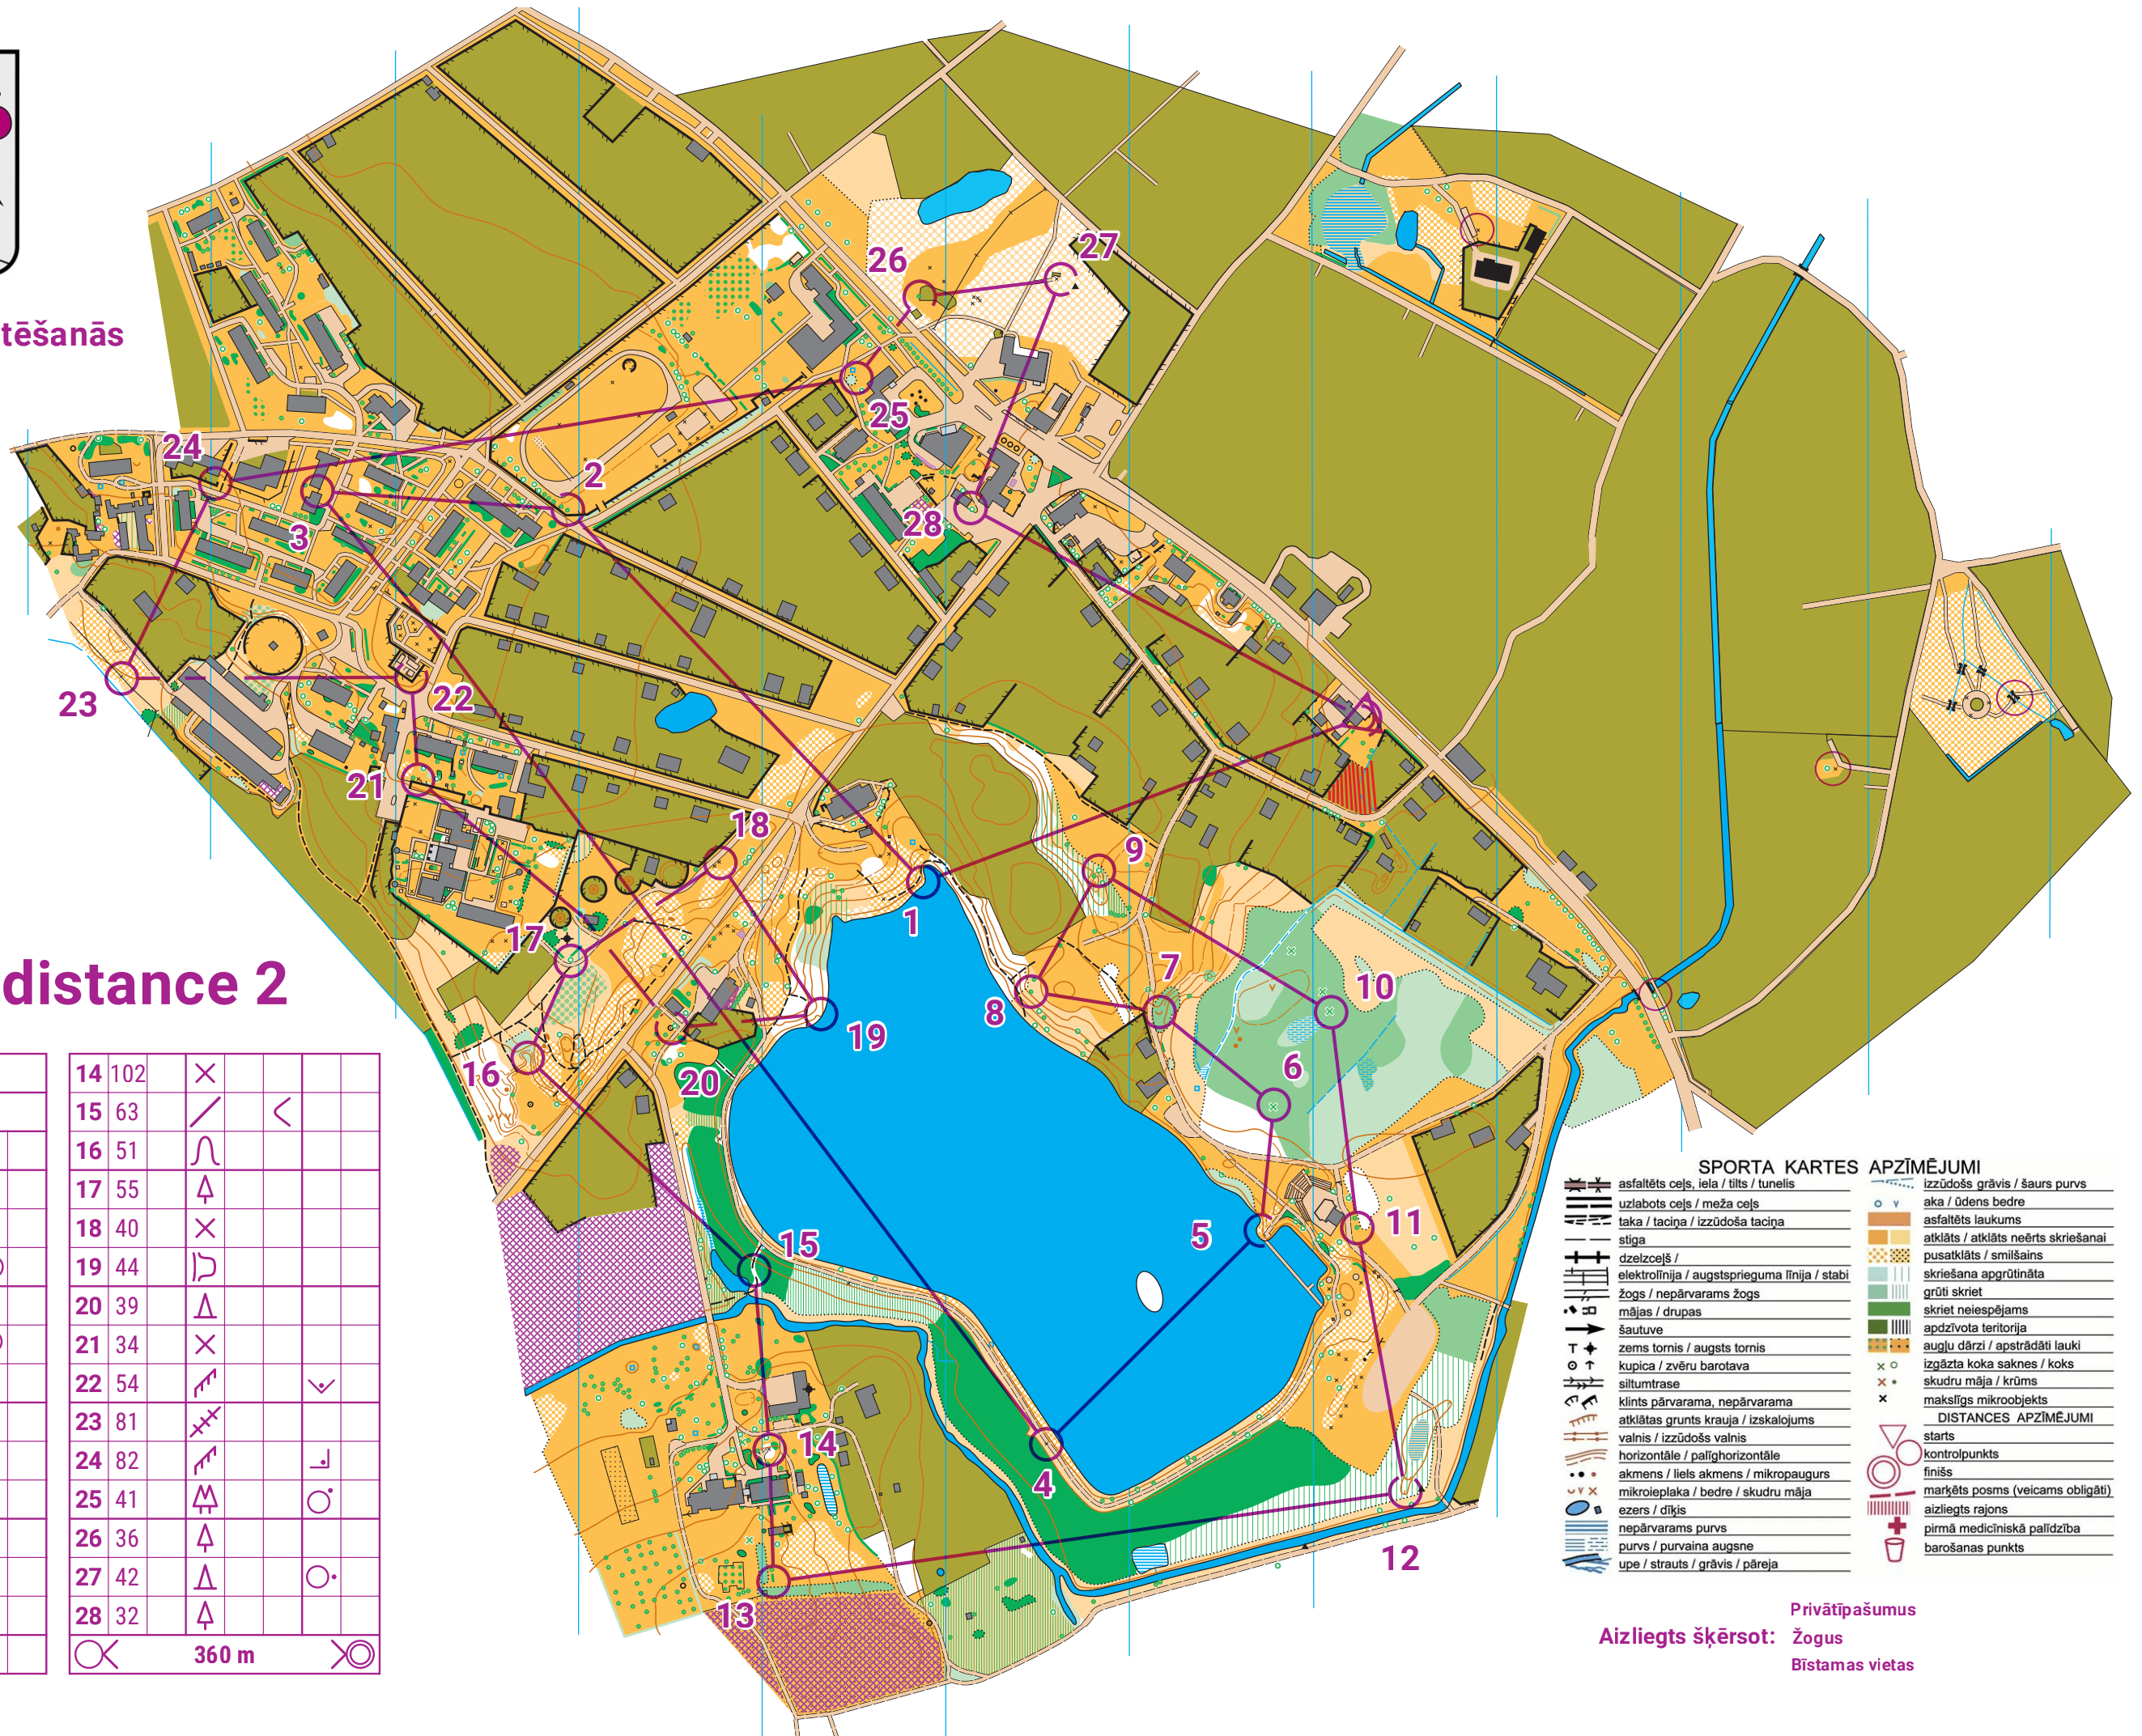 tēšanās
distance 2
14 102
15 63
16 51
17 55
18 40
19 44
20 39
21 34
22 54
23 81
24 82
25 41
26 36
27 42
28 32
360 m
26
27
24
2
25
3
28
23
22
21
18
9
1
17
10
7
8
19
16
6
20
15
5
11
14
4
12
13
SPORTA KARTES APZĪMĒJUMI
asfaltēts ceļs, iela / tilts / tunelis
uzlabots ceļs / meža ceļš
taka / taciņa / izzūdoša taciņa
stiga
dzelzceļš /
elektrolīnija / augstsprieguma līnija / stabi
žogs / nepārvarams žogs
mājas / drupas
šautuve
zems tornis / augsts tornis
kupica / zvēru barotava
siltumtrase
klints pārvarama, nepārvarama
atklātas grunts krauja / izskalojums
valnis / izzūdošs valnis
horizontāle / palīghorizontāle
akmens / liels akmens / mikropaugurs
mikroieplaka / bedre / skudru māja
ezers / dīķis
nepārvarams purvs
purvs / purvaina augsne
upe / strauts / grāvis / pāreja
izzūdošs grāvis / šaurs purvs
aka / ūdens bedre
asfaltēts laukums
atklāts / atklāts neērts skriešanai
pusatklāts / smilšains
skriešana apgrūtināta
grūti skriet
skriet neiespējams
apdzīvota teritorija
augļu dārzi / apstrādāti lauki
izgāzta koka saknes / koks
skudru māja / krūms
makslīgs mikroobjekts
DISTANCES APZĪMĒJUMI
starts
kontrolpunkts
finišs
marķēts posms (veicams obligāti)
aizliegts rajons
pirmā medicīniskā palīdzība
barošanas punkts
Privātīpašumus
Aizliegts šķērsot: Žogus
Bīstamas vietas